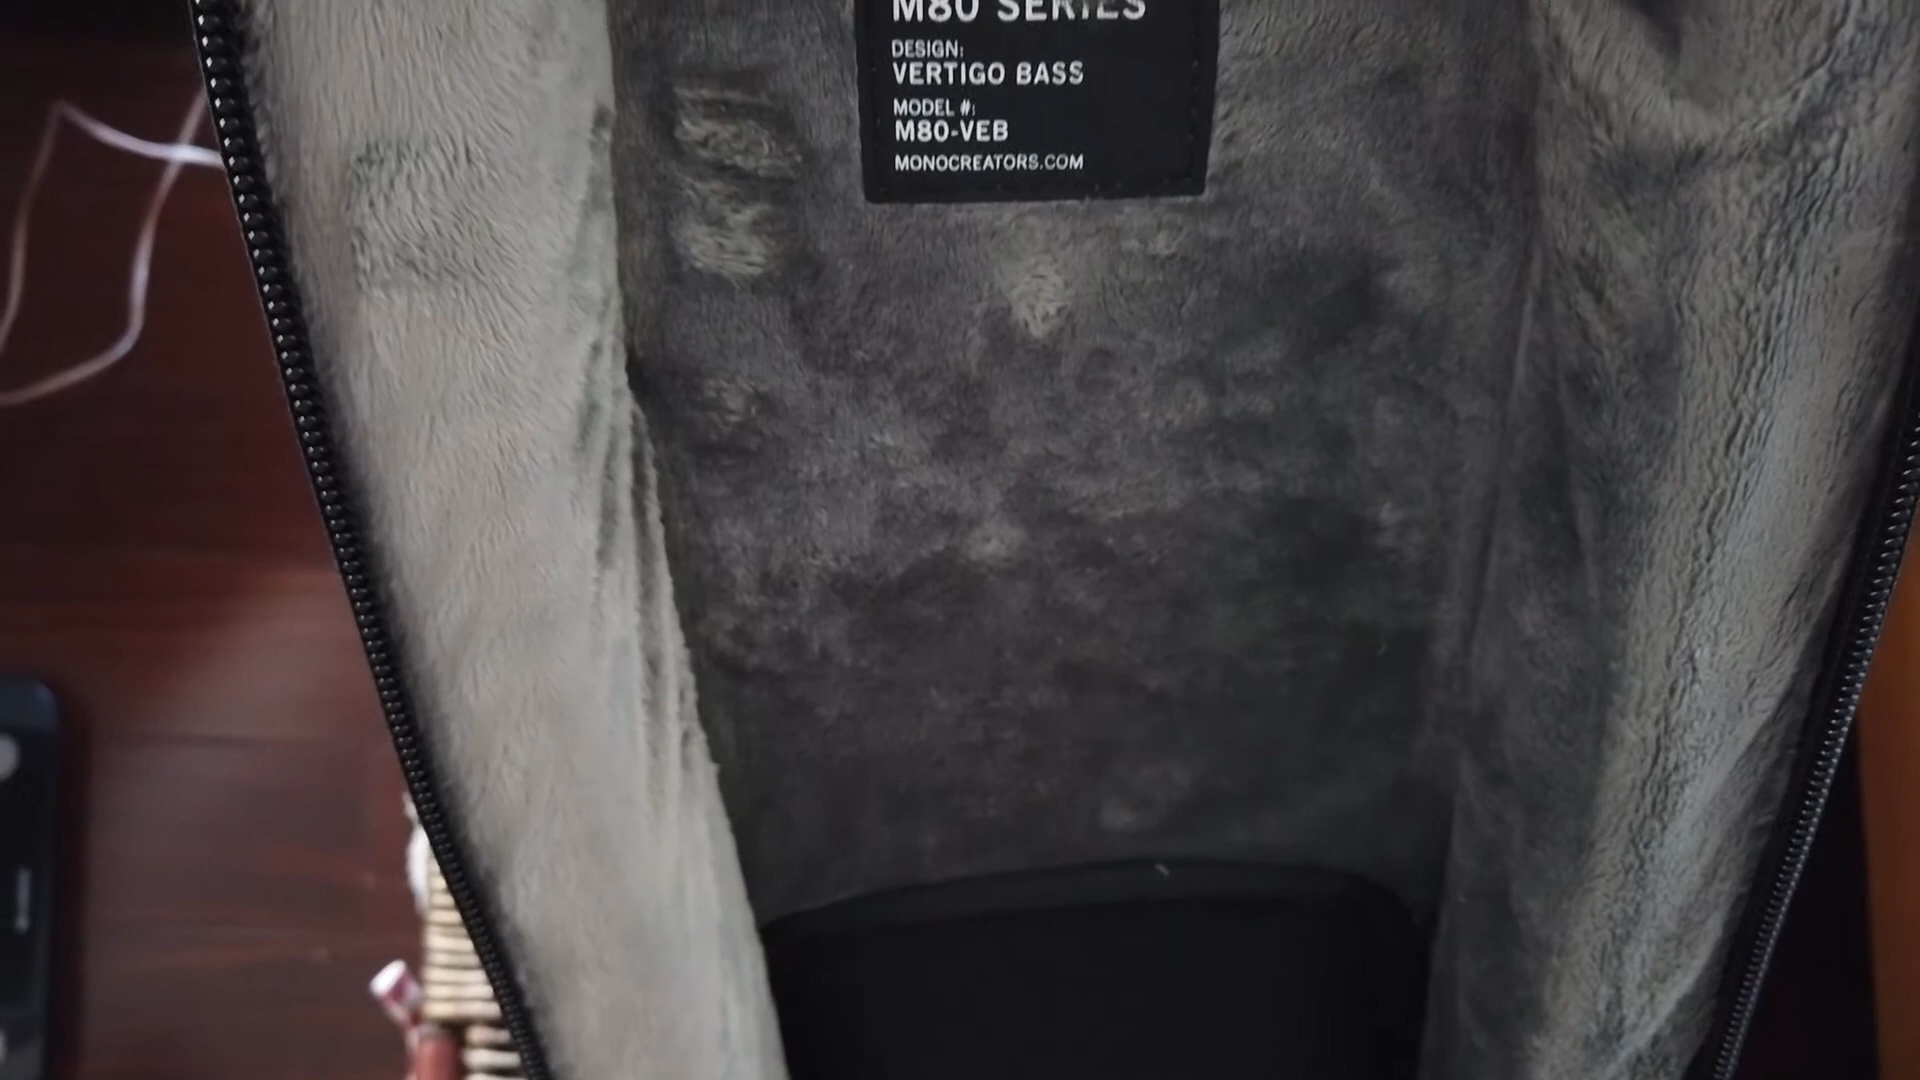 M80 SERIES
DESIGN:
VERTIGO BASS
MODEL #:
M80-VEB
MONOCREATORS.COM